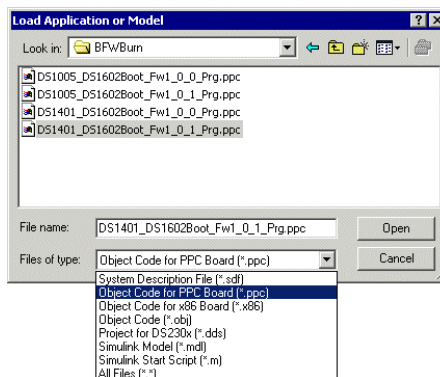 Load Application or Model
Look in: BFWBurn
DS1005_DS1602Boot_Fw1_0_0_Prg.ppc
DS1005_DS1602Boot_Fw1_0_1_Prg.ppc
DS1401_DS1602Boot_Fw1_0_0_Prg.ppc
DS1401_DS1602Boot_Fw1_0_1_Prg.ppc
File name: DS1401_DS1602Boot_Fw1_0_1_Prg.ppc Open
Files of type: Object Code for PPC Board (*.ppc) Cancel
System Description File (*.sdf)
Object Code for PPC Board (*.ppc)
Object Code for x86 Board (*.x86)
Object Code (*.obj)
Project for DS230x (*.dds)
Simulink Model (*.mdl)
Simulink Start Script (*.m)
All Files (*.*)